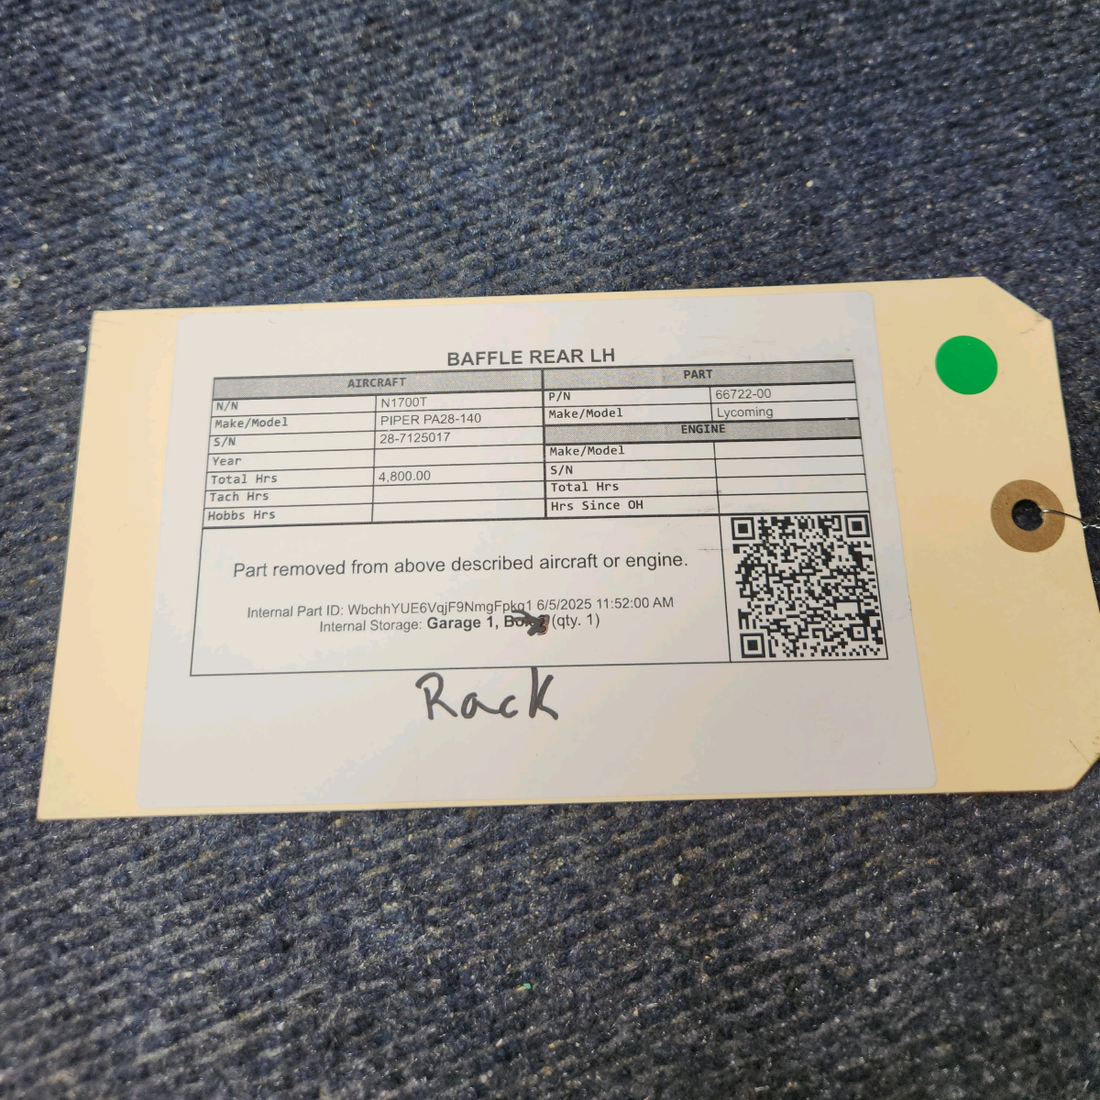 BAFFLE REAR LH
AIRCRAFT
N/N N1700T
Make/Model PIPER PA28-140
S/N 28-7125017
Year
Total Hrs 4,800.00
Tach Hrs
Hobbs Hrs
PART
P/N 66722-00
Make/Model Lycoming
ENGINE
Make/Model
S/N
Total Hrs
Hrs Since OH
Part removed from above described aircraft or engine.
Internal Part ID: WbchhYUE6VqjF9NmgFpkg1 6/5/2025 11:52:00 AM
Internal Storage: Garage 1, (qty. 1)
Rack